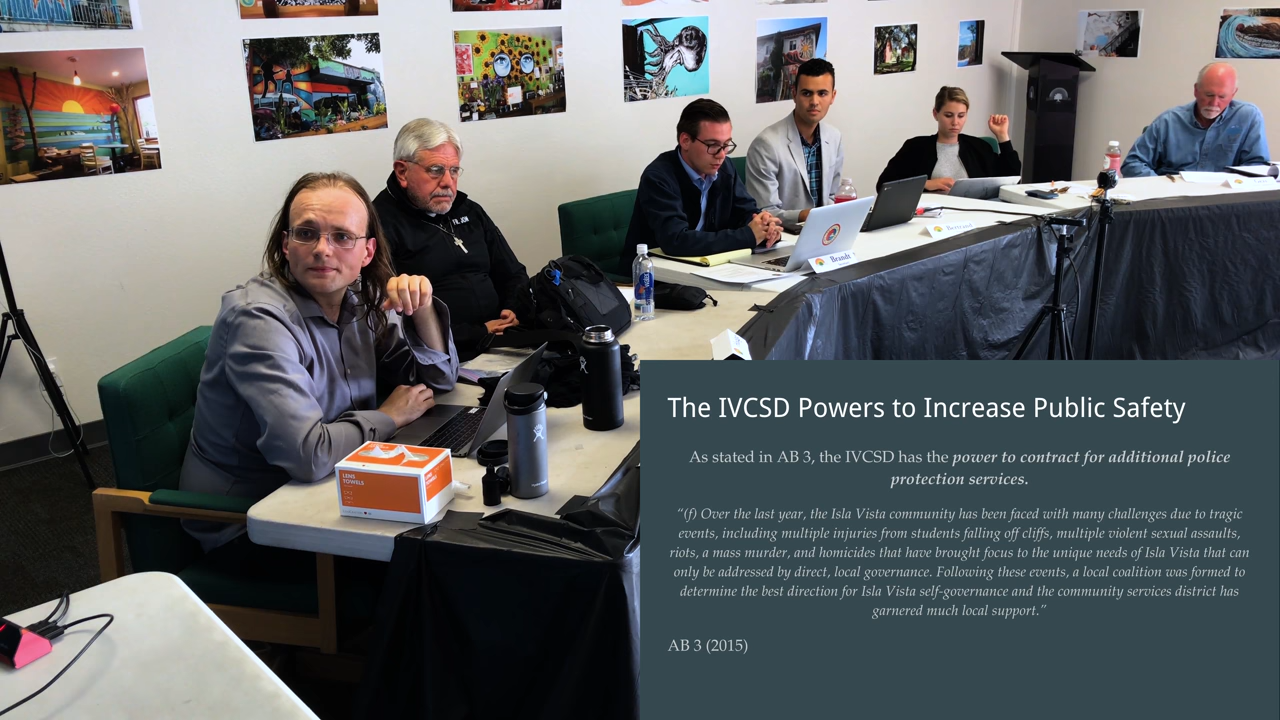 FR. JON
Brandt
Bertrand
LENS
TOWELS
The IVCSD Powers to Increase Public Safety
As stated in AB 3, the IVCSD has the power to contract for additional police
protection services.
“(f) Over the last year, the Isla Vista community has been faced with many challenges due to tragic
events, including multiple injuries from students falling off cliffs, multiple violent sexual assaults,
riots, a mass murder, and homicides that have brought focus to the unique needs of Isla Vista that can
only be addressed by direct, local governance. Following these events, a local coalition was formed to
determine the best direction for Isla Vista self-governance and the community services district has
garnered much local support.”
AB 3 (2015)